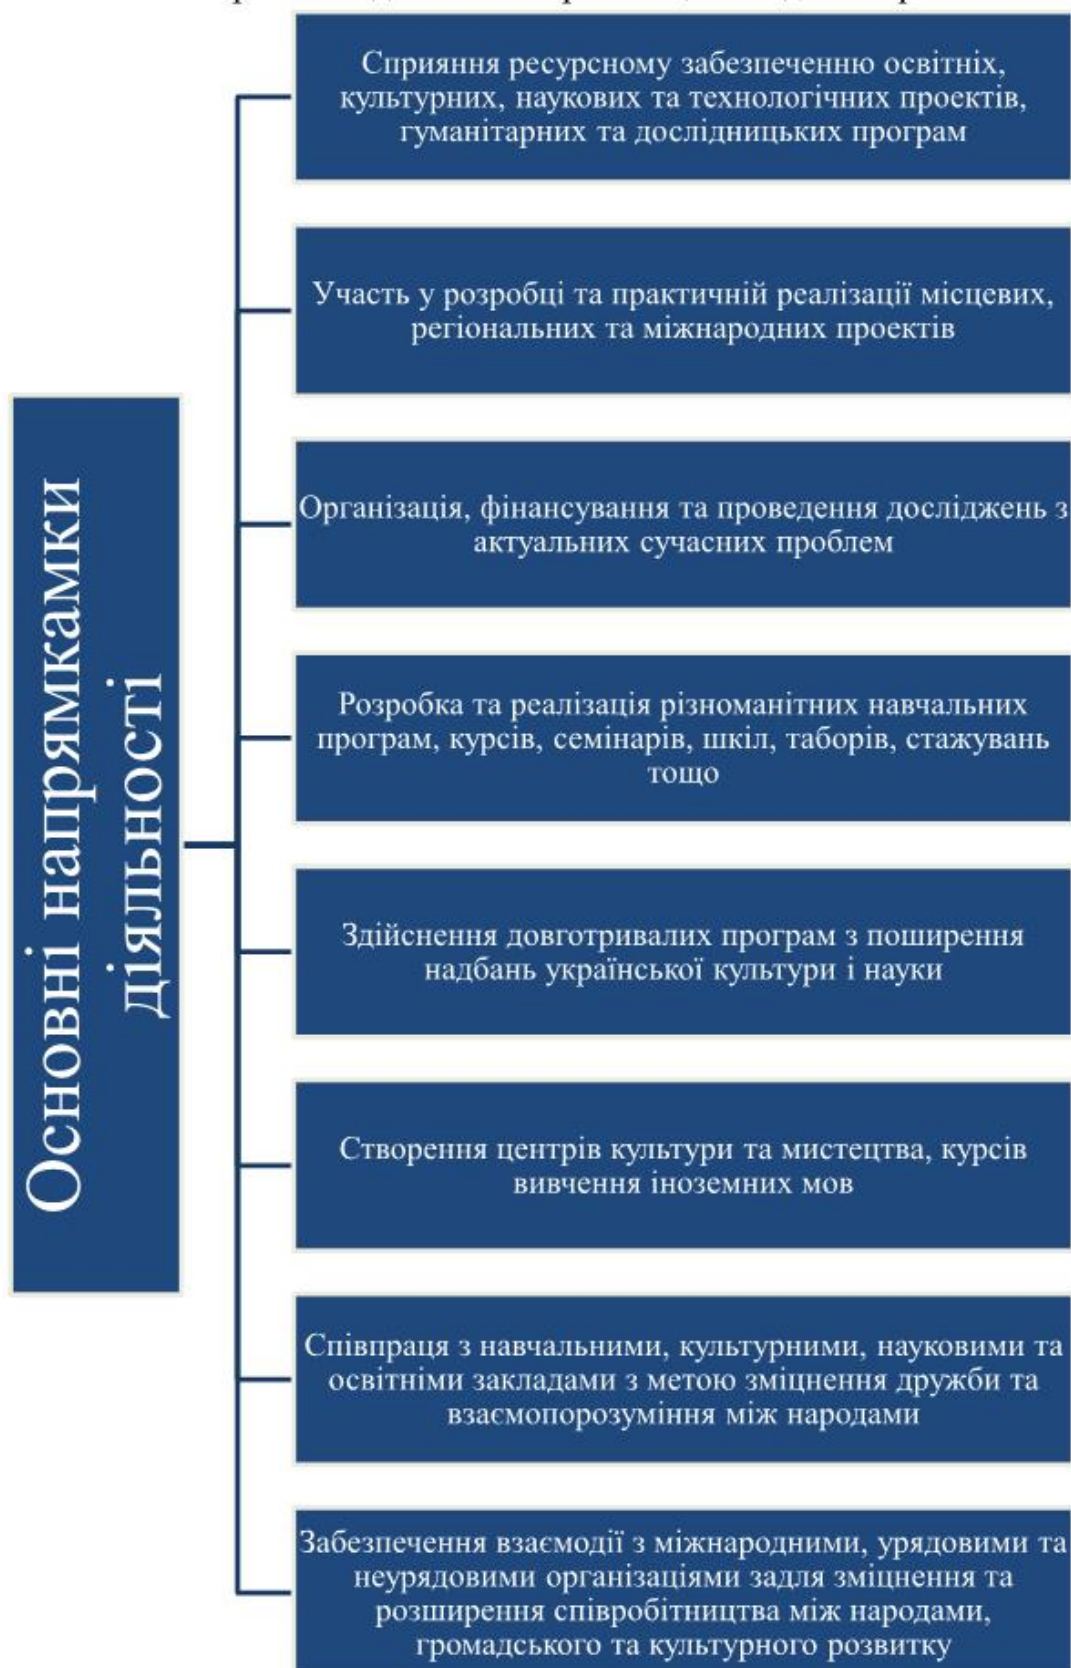 Основні напрямками
діяльності
Сприяння ресурсному забезпеченню освітніх,
культурних, наукових та технологічних проектів,
гуманітарних та дослідницьких програм
Участь у розробці та практичній реалізації місцевих,
регіональних та міжнародних проектів
Організація, фінансування та проведення досліджень з
актуальних сучасних проблем
Розробка та реалізація різноманітних навчальних
програм, курсів, семінарів, шкіл, таборів, стажувань
тощо
Здійснення довготривалих програм з поширення
надбань української культури і науки
Створення центрів культури та мистецтва, курсів
вивчення іноземних мов
Співпраця з навчальними, культурними, науковими та
освітніми закладами з метою зміцнення дружби та
взаємопорозуміння між народами
Забезпечення взаємодії з міжнародними, урядовими та
неурядовими організаціями задля зміцнення та
розширення співробітництва між народами,
громадського та культурного розвитку